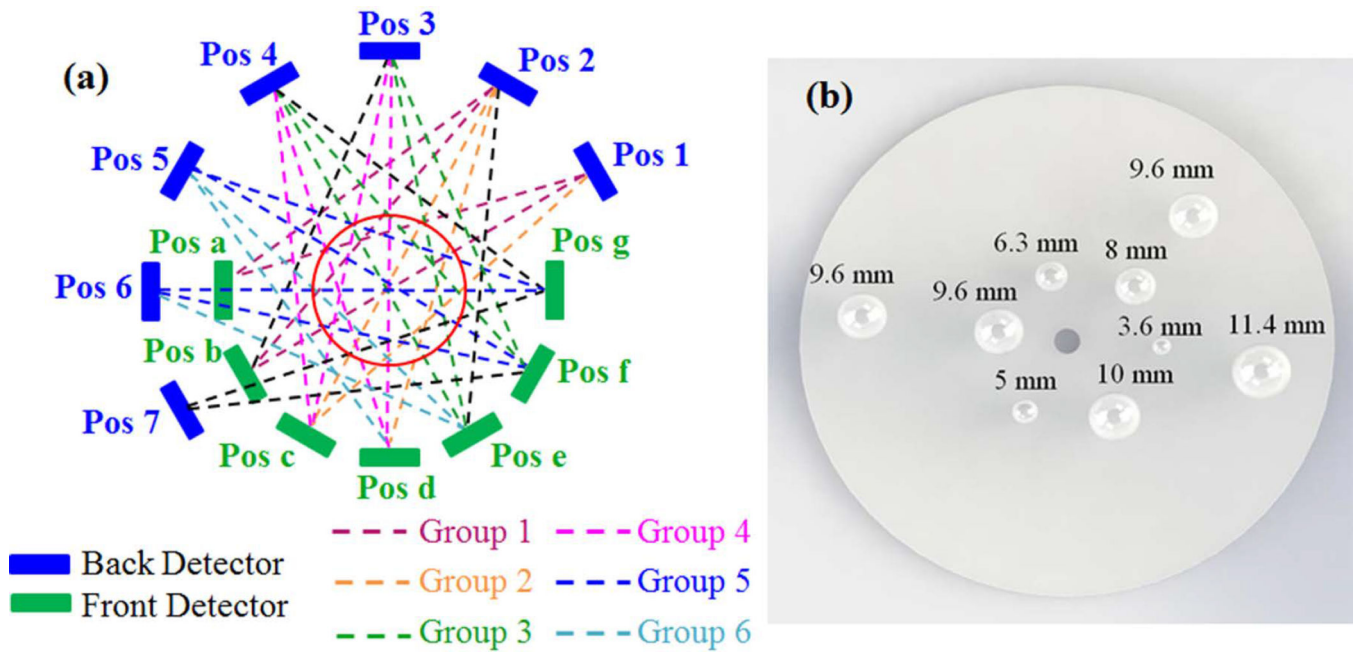 (a)
Pos 3
Pos 4
Pos 2
Pos 5
Pos 1
Pos a
Pos g
Pos 6
Pos b
Pos f
Pos 7
Pos c
Pos e
Pos d
Back Detector
Front Detector
Group 1
Group 4
Group 2
Group 5
Group 3
Group 6
(b)
9.6 mm
6.3 mm
8 mm
9.6 mm
9.6 mm
3.6 mm
11.4 mm
5 mm
10 mm